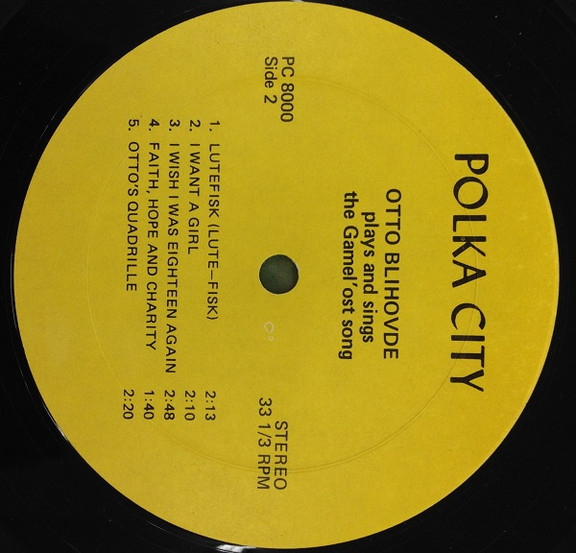 POLKA CITY
OTTO BLIHOVDE
plays and sings
the Gamel'ost song
PC 8000
Side 2
STEREO
33 1/3 RPM
1. LUTEFISK (LUTE-FISK) 2:13
2. I WANT A GIRL 2:10
3. I WISH I WAS EIGHTEEN AGAIN 2:48
4. FAITH, HOPE AND CHARITY 1:40
5. OTTO'S QUADRILLE 2:20